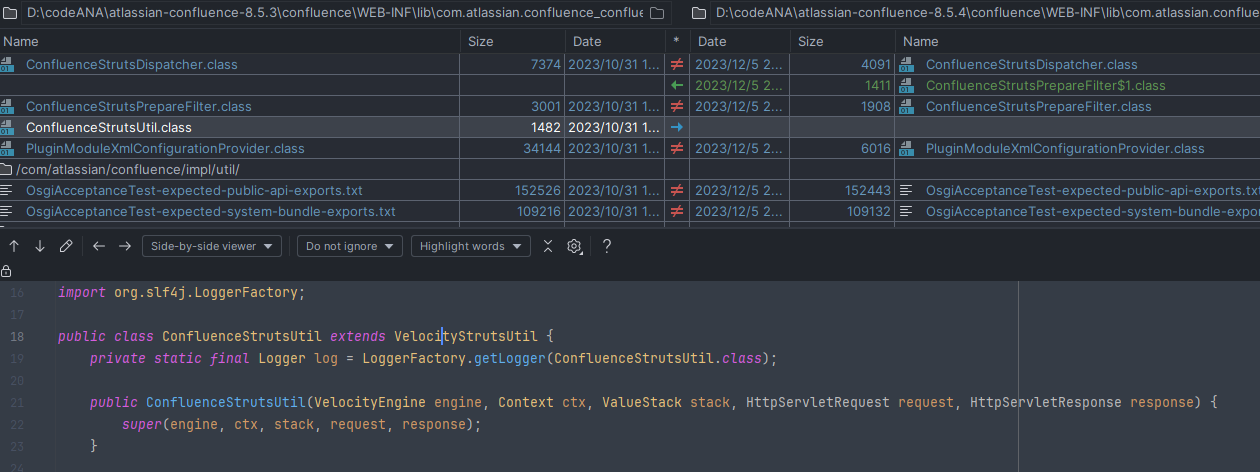 D:\codeANA\atlassian-confluence-8.5.3\confluence\WEB-INF\lib\com.atlassian.confluence_conflue D:\codeANA\atlassian-confluence-8.5.4\confluence\WEB-INF\lib\com.atlassian.conflue
Name Size Date * Date Size Name
ConfluenceStrutsDispatcher.class 7374 2023/10/31 1... ≠ 2023/12/5 2... 4091 ConfluenceStrutsDispatcher.class
← 2023/12/5 2... 1411 ConfluenceStrutsPrepareFilter$1.class
ConfluenceStrutsPrepareFilter.class 3001 2023/10/31 1... ≠ 2023/12/5 2... 1908 ConfluenceStrutsPrepareFilter.class
ConfluenceStrutsUtil.class 1482 2023/10/31 1... →
PluginModuleXmlConfigurationProvider.class 34144 2023/10/31 1... ≠ 2023/12/5 2... 6016 PluginModuleXmlConfigurationProvider.class
/com/atlassian/confluence/impl/util/
OsgiAcceptanceTest-expected-public-api-exports.txt 152526 2023/10/31 1... ≠ 2023/12/5 2... 152443 OsgiAcceptanceTest-expected-public-api-exports.txt
OsgiAcceptanceTest-expected-system-bundle-exports.txt 109216 2023/10/31 1... ≠ 2023/12/5 2... 109132 OsgiAcceptanceTest-expected-system-bundle-expor
Side-by-side viewer Do not ignore Highlight words ?
16 import org.slf4j.LoggerFactory;
17
18 public class ConfluenceStrutsUtil extends VelocityStrutsUtil {
19 private static final Logger log = LoggerFactory.getLogger(ConfluenceStrutsUtil.class);
20
21 public ConfluenceStrutsUtil(VelocityEngine engine, Context ctx, ValueStack stack, HttpServletRequest request, HttpServletResponse response) {
22 super(engine, ctx, stack, request, response);
23 }
24